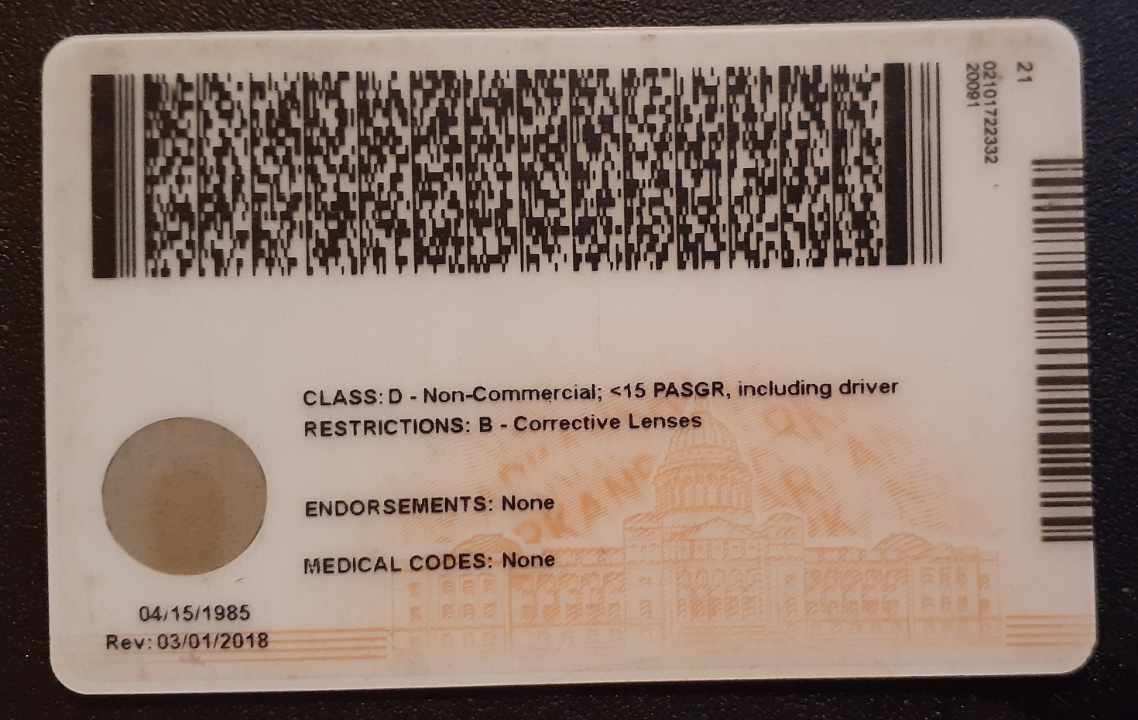 21
02101722332
20091
CLASS: D - Non-Commercial; <15 PASGR, including driver
RESTRICTIONS: B - Corrective Lenses
ENDORSEMENTS: None
MEDICAL CODES: None
04/15/1985
Rev: 03/01/2018